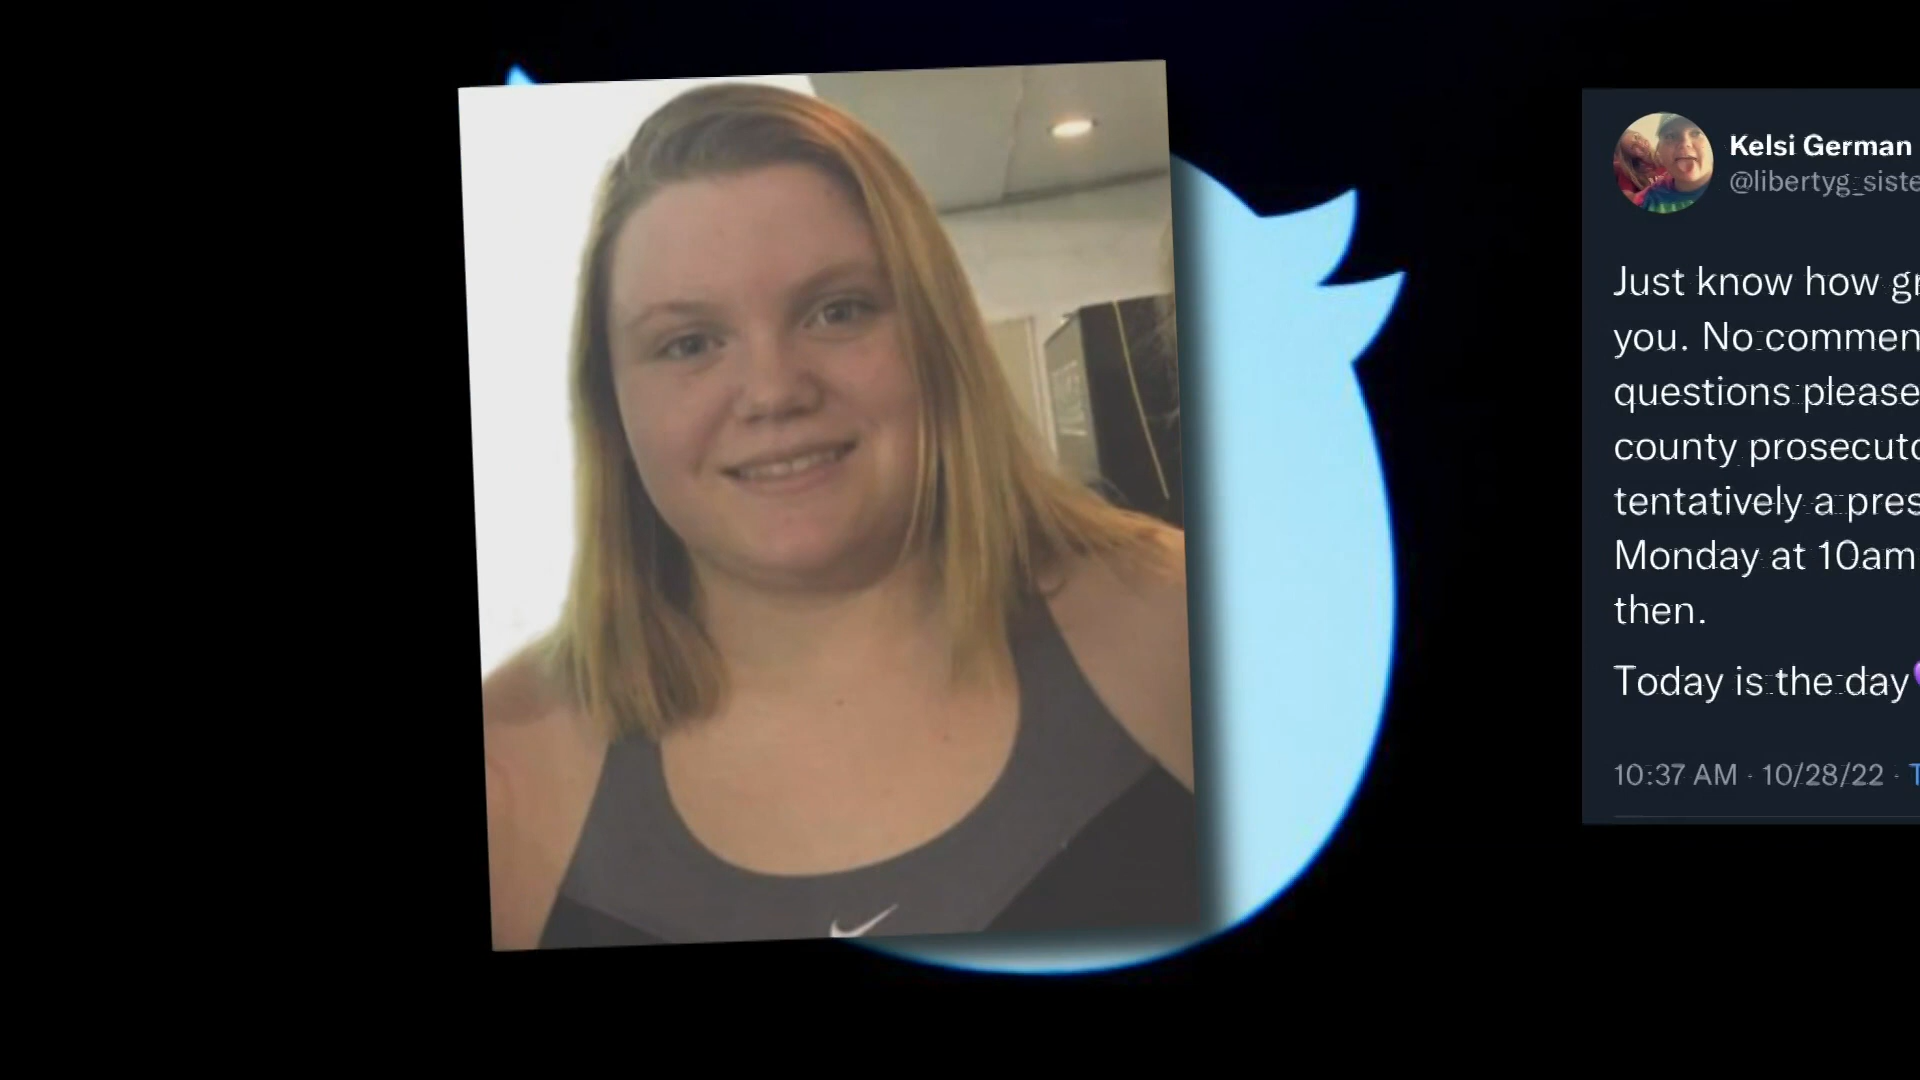 Kelsi German
@libertyg_siste
Just know how gr
you. No commen
questions please
county prosecuto
tentatively a pres
Monday at 10am
then.
Today is the day
10:37 AM · 10/28/22 · T